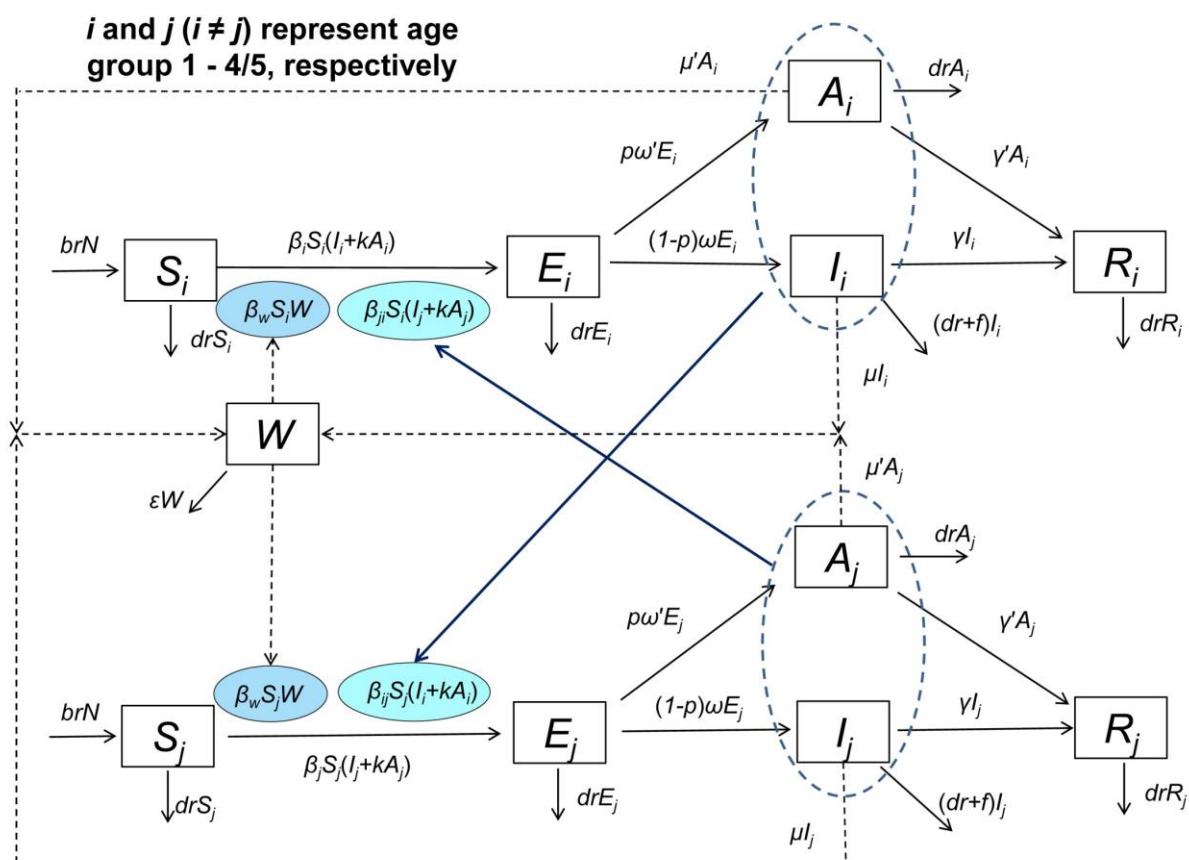 i and j (i ≠ j) represent age
group 1 - 4/5, respectively
μ'Aᵢ
Aᵢ
drAᵢ
pω'Eᵢ
γ'Aᵢ
brN
Sᵢ
βᵢSᵢ(Iᵢ+kAᵢ)
Eᵢ
(1-p)ωEᵢ
Iᵢ
γIᵢ
Rᵢ
β_wSᵢW
βⱼᵢSᵢ(Iⱼ+kAⱼ)
drSᵢ
drEᵢ
(dr+f)Iᵢ
drRᵢ
μIᵢ
W
εW
μ'Aⱼ
Aⱼ
drAⱼ
pω'Eⱼ
γ'Aⱼ
β_wSⱼW
βᵢⱼSⱼ(Iᵢ+kAᵢ)
brN
Sⱼ
βⱼSⱼ(Iⱼ+kAⱼ)
Eⱼ
(1-p)ωEⱼ
Iⱼ
γIⱼ
Rⱼ
drSⱼ
drEⱼ
(dr+f)Iⱼ
drRⱼ
μIⱼ